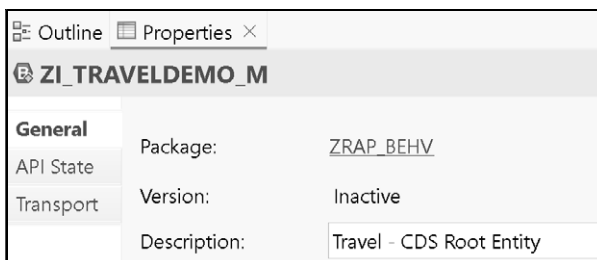 Outline Properties
ZI_TRAVELDEMO_M
General
Package: ZRAP_BEHV
API State
Version: Inactive
Transport
Description: Travel - CDS Root Entity